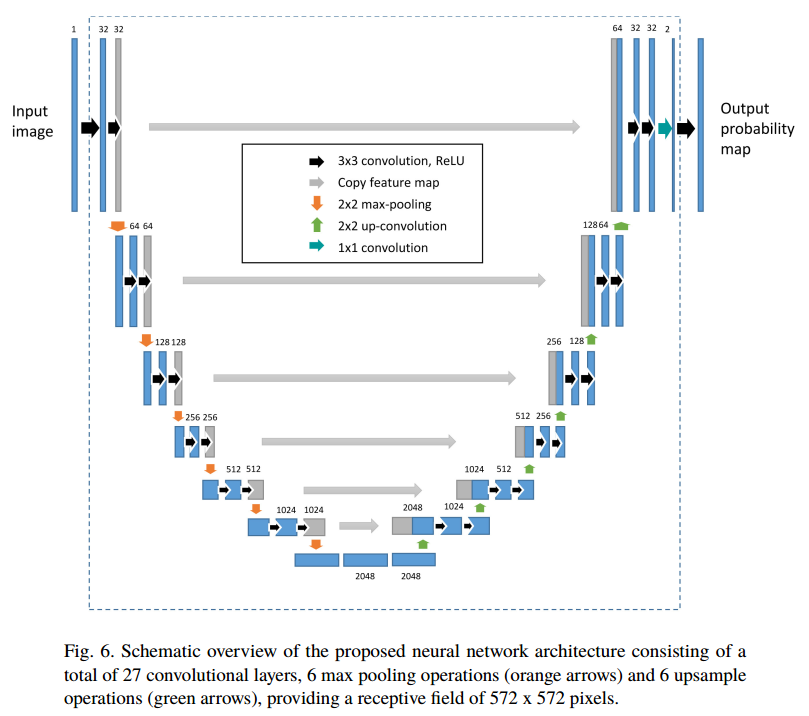 1 32 32
64 32 32 2
Input
image
Output
probability
map
3x3 convolution, ReLU
Copy feature map
2x2 max-pooling
2x2 up-convolution
1x1 convolution
64 64
128 64
128 128
256 128
256 256
512 256
512 512
1024 512
1024 1024
2048 1024
2048 2048
Fig. 6. Schematic overview of the proposed neural network architecture consisting of a
total of 27 convolutional layers, 6 max pooling operations (orange arrows) and 6 upsample
operations (green arrows), providing a receptive field of 572 x 572 pixels.